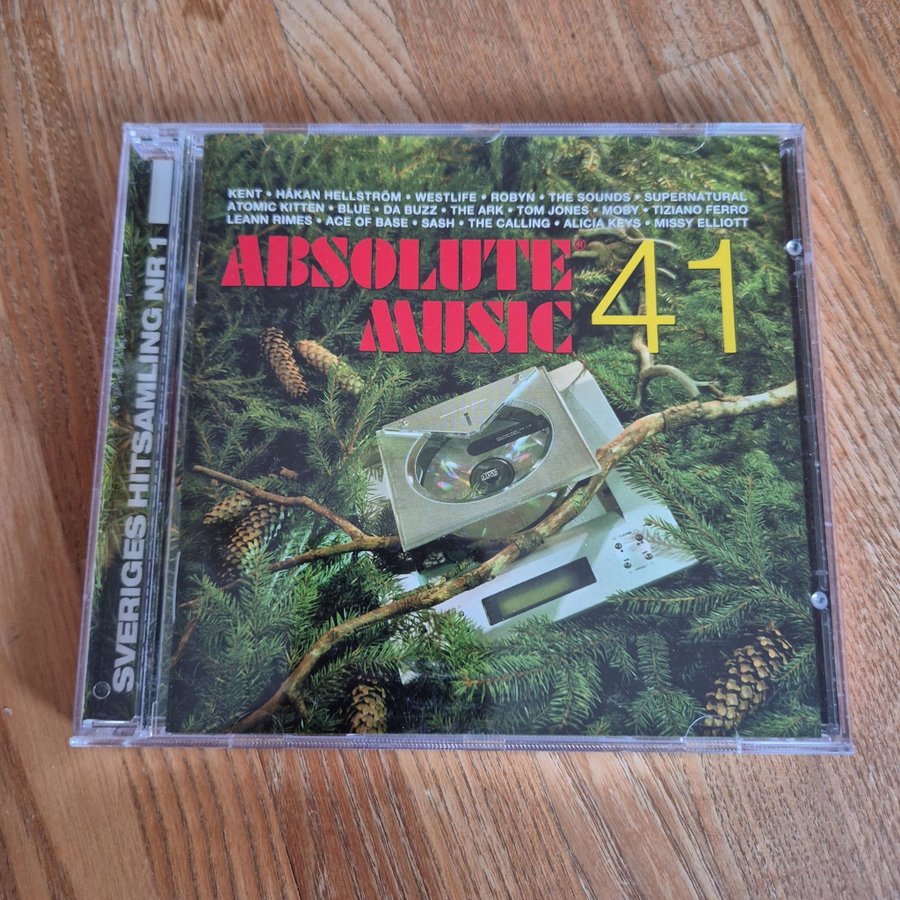 KENT • HÅKAN HELLSTRÖM • WESTLIFE • ROBYN • THE SOUNDS • SUPERNATURAL
ATOMIC KITTEN • BLUE • DA BUZZ • THE ARK • TOM JONES • MOBY • TIZIANO FERRO
LEANN RIMES • ACE OF BASE • SASH • THE CALLING • ALICIA KEYS • MISSY ELLIOTT
ABSOLUTE®
MUSIC 41
SVERIGES HITSAMLING NR 1